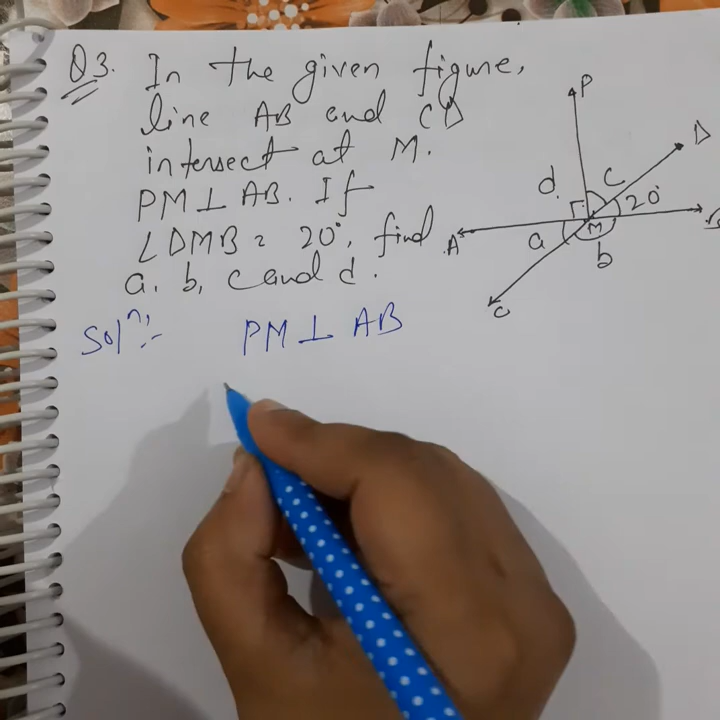 Q3. In the given figure,
line AB and CD
intersect at M.
PM ⊥ AB. If
∠DMB = 20°, find
a, b, c and d.
P
D
d
c
20°
A
B
a
M
b
C
Solⁿ:- PM ⊥ AB